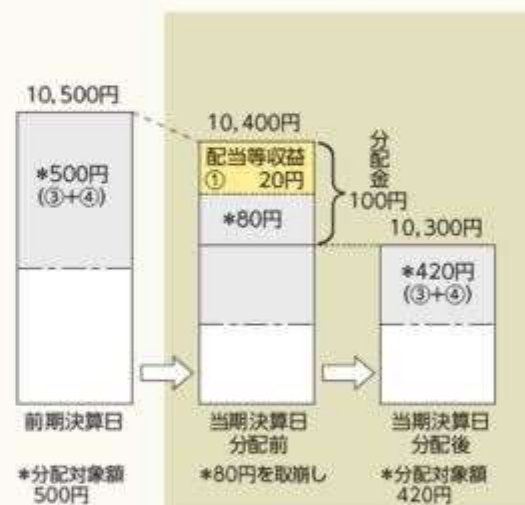 10,500円
*500円
(③+④)
前期決算日
*分配対象額
500円
10,400円
配当等収益
① 20円
*80円
分配金
100円
当期決算日
分配前
*80円を取崩し
10,300円
*420円
(③+④)
当期決算日
分配後
*分配対象額
420円